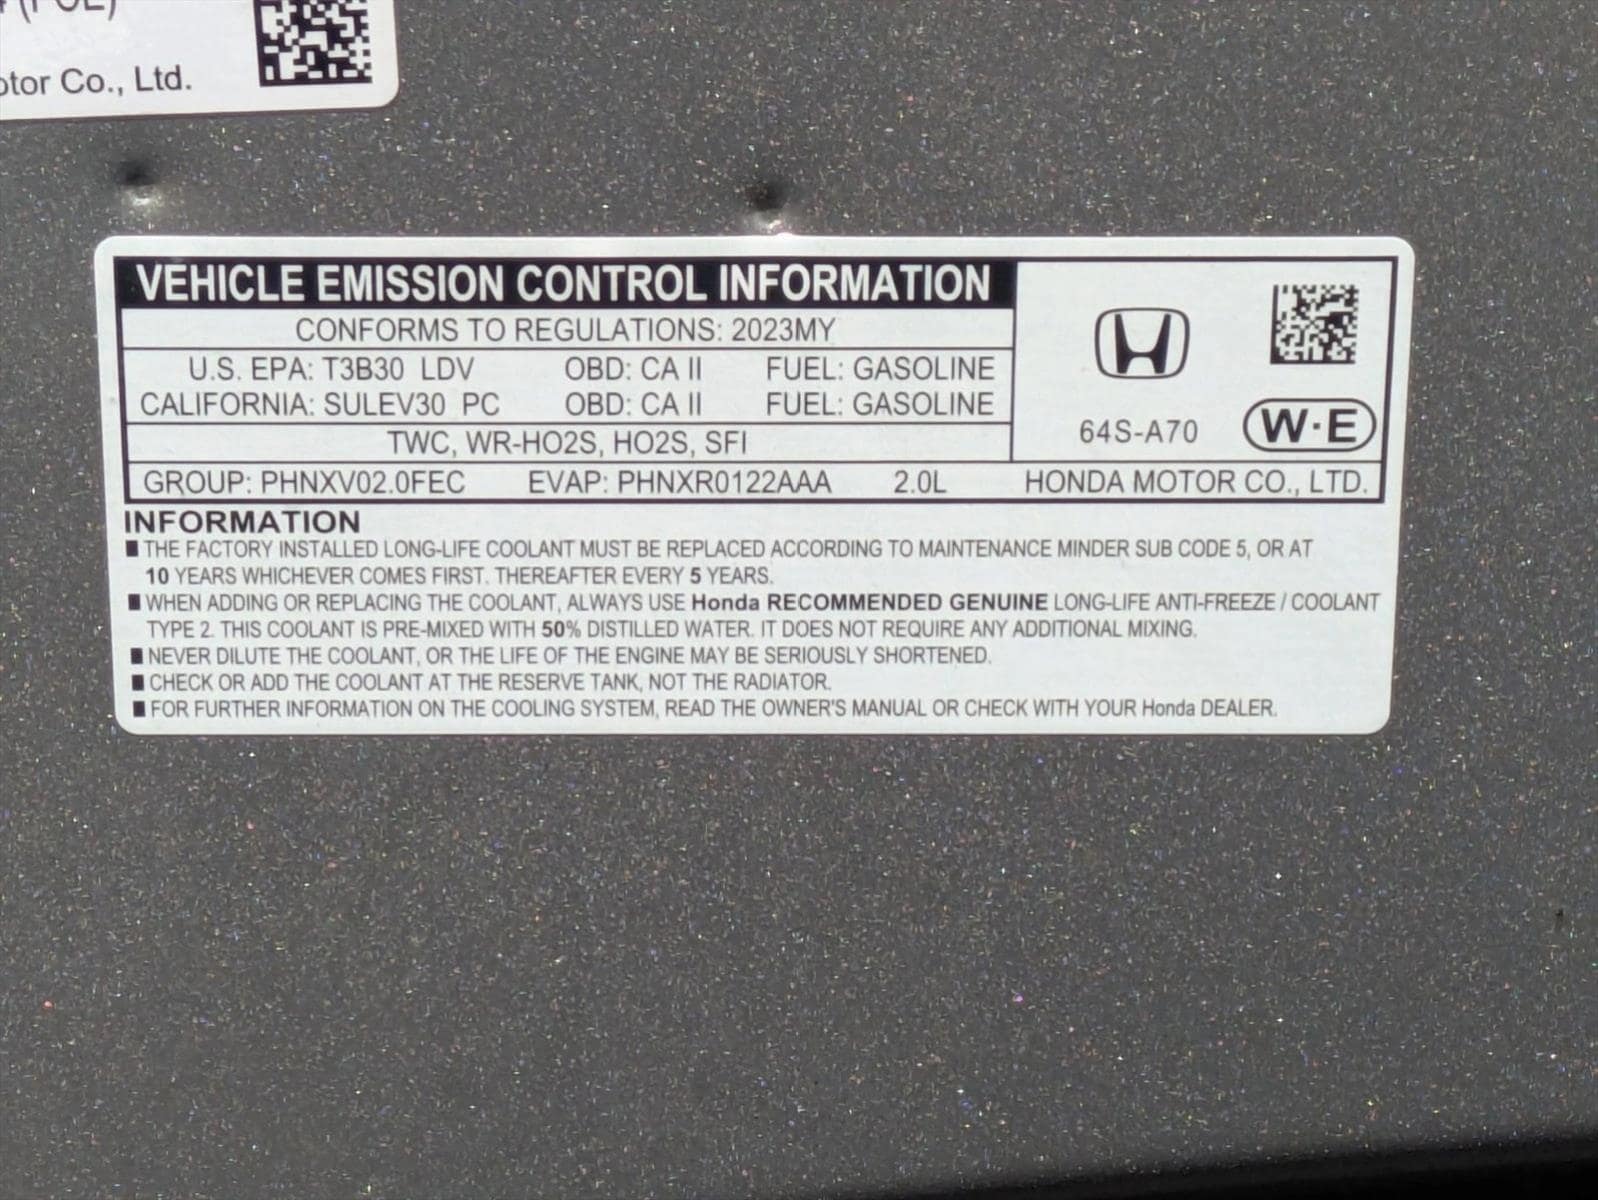 otor Co., Ltd.
VEHICLE EMISSION CONTROL INFORMATION
CONFORMS TO REGULATIONS: 2023MY
U.S. EPA: T3B30 LDV OBD: CA II FUEL: GASOLINE
CALIFORNIA: SULEV30 PC OBD: CA II FUEL: GASOLINE
TWC, WR-HO2S, HO2S, SFI
64S-A70 W·E
GROUP: PHNXV02.0FEC EVAP: PHNXR0122AAA 2.0L HONDA MOTOR CO., LTD.
INFORMATION
■ THE FACTORY INSTALLED LONG-LIFE COOLANT MUST BE REPLACED ACCORDING TO MAINTENANCE MINDER SUB CODE 5, OR AT
10 YEARS WHICHEVER COMES FIRST. THEREAFTER EVERY 5 YEARS.
■ WHEN ADDING OR REPLACING THE COOLANT, ALWAYS USE Honda RECOMMENDED GENUINE LONG-LIFE ANTI-FREEZE / COOLANT
TYPE 2. THIS COOLANT IS PRE-MIXED WITH 50% DISTILLED WATER. IT DOES NOT REQUIRE ANY ADDITIONAL MIXING.
■ NEVER DILUTE THE COOLANT, OR THE LIFE OF THE ENGINE MAY BE SERIOUSLY SHORTENED.
■ CHECK OR ADD THE COOLANT AT THE RESERVE TANK, NOT THE RADIATOR.
■ FOR FURTHER INFORMATION ON THE COOLING SYSTEM, READ THE OWNER'S MANUAL OR CHECK WITH YOUR Honda DEALER.